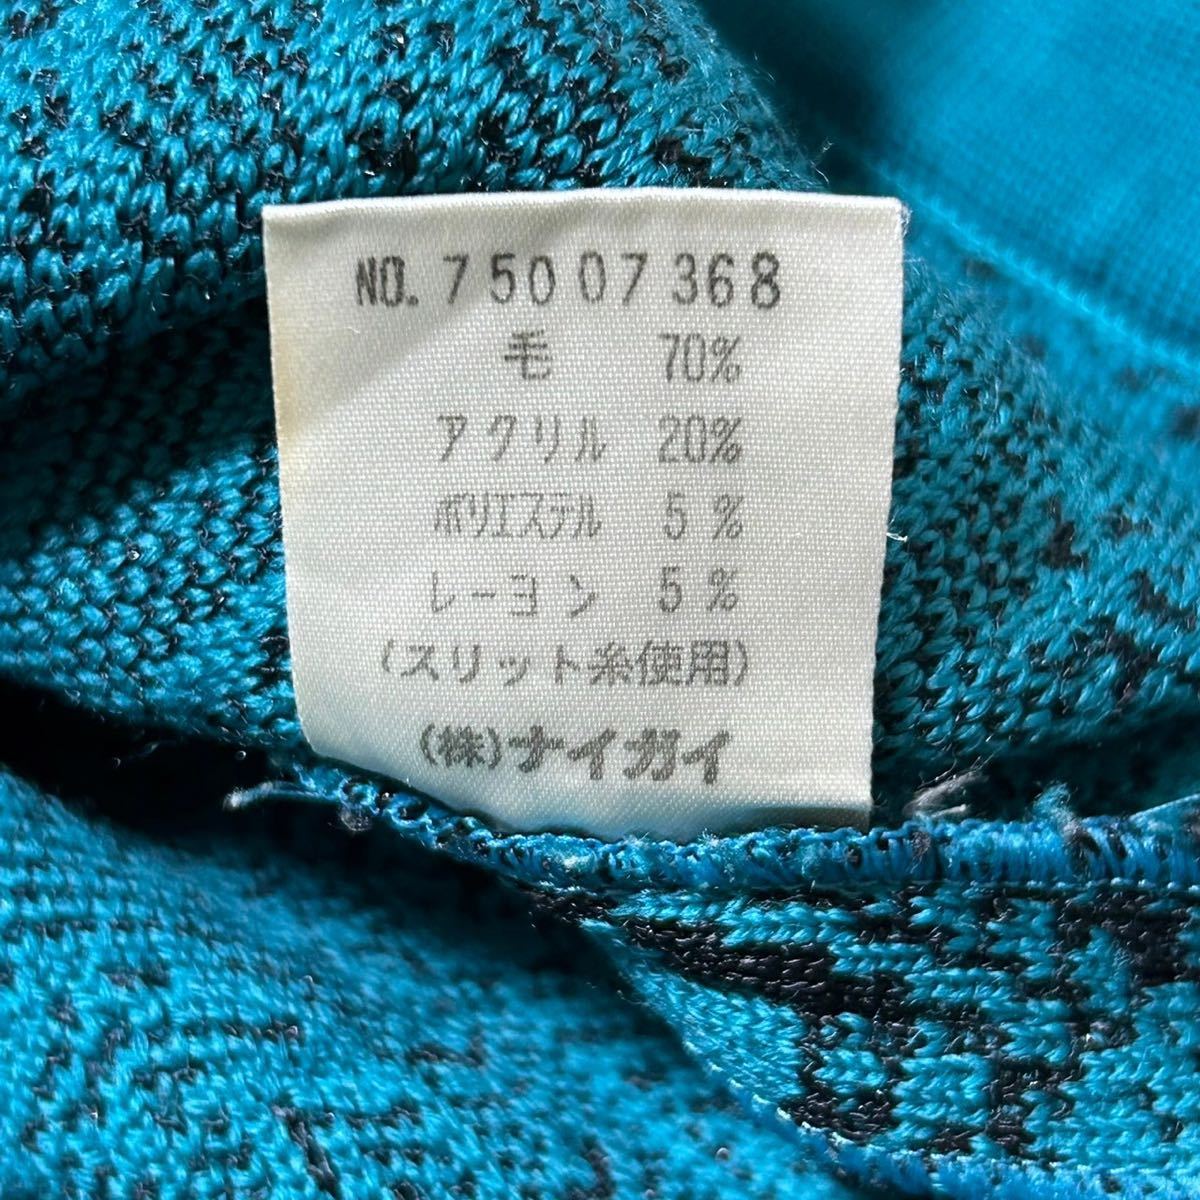 NO. 75007368
毛 70%
アクリル 20%
ポリエステル 5%
レーヨン 5%
(スリット糸使用)
(株)ナイガイ